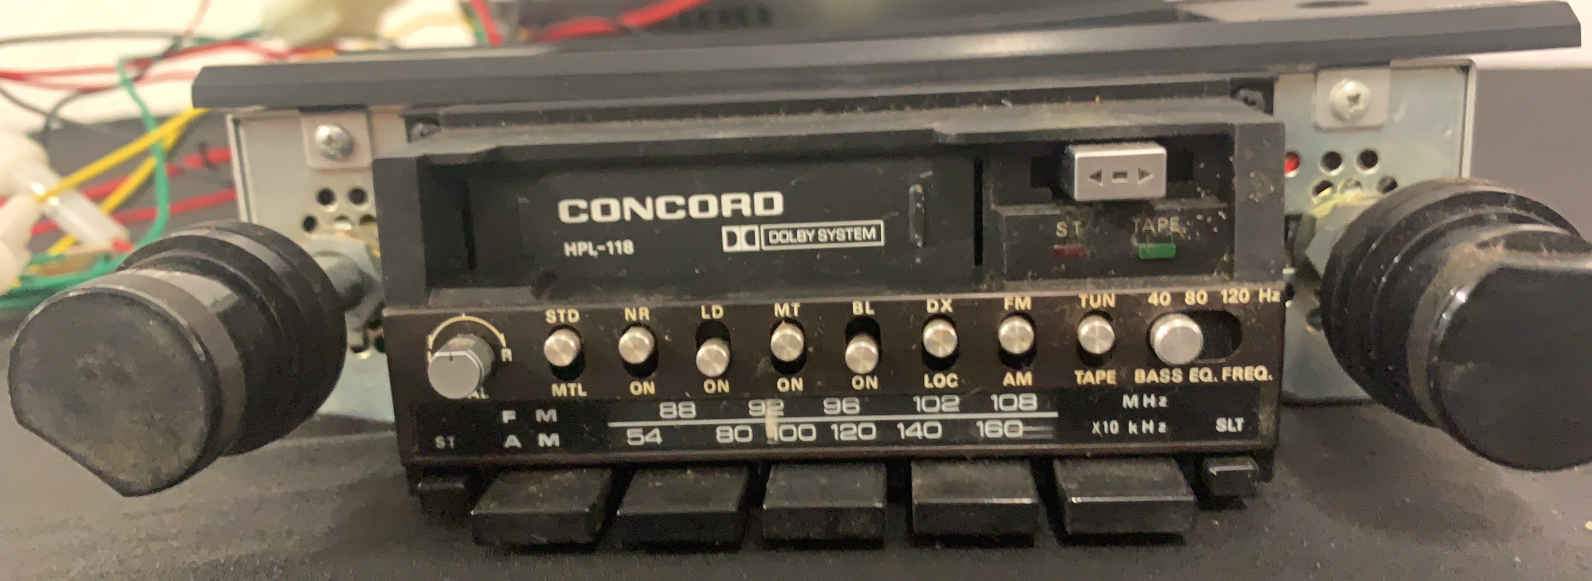 CONCORD
HPL-118
DOLBY SYSTEM
ST TAPE
STD NR LD MT BL DX FM TUN 40 80 120 Hz
R
MTL ON ON ON ON LOC AM TAPE BASS EQ. FREQ.
F M 88 92 96 102 108 MHz
ST A M 54 80 100 120 140 160 X10 kHz SLT